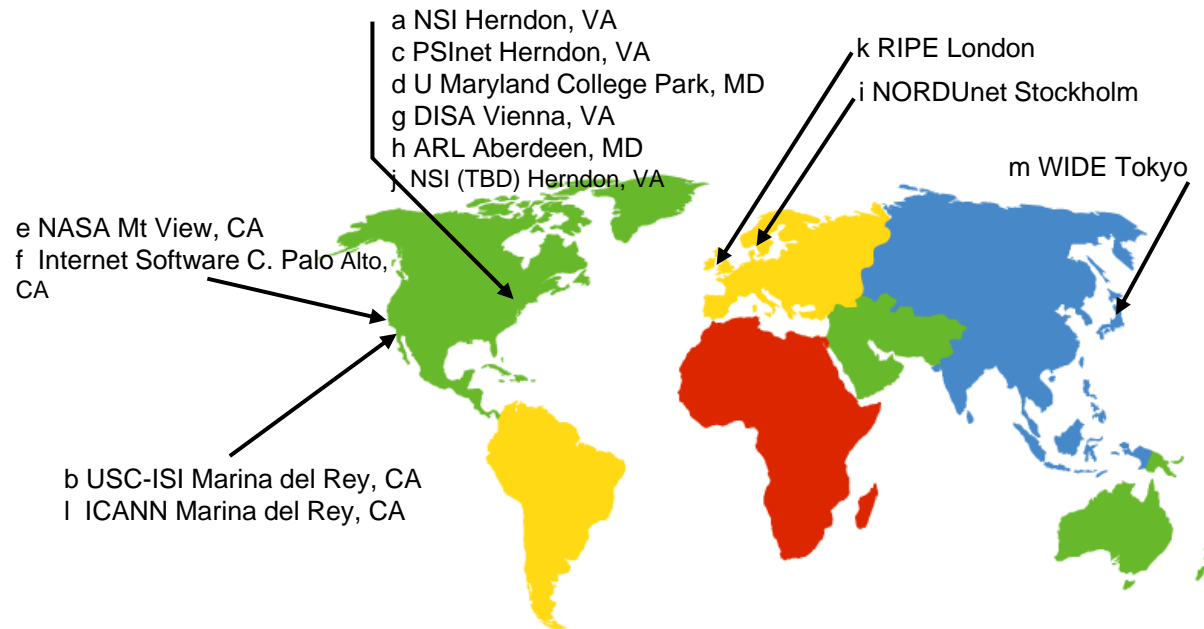 a NSI Herndon, VA
c PSInet Herndon, VA
d U Maryland College Park, MD
g DISA Vienna, VA
h ARL Aberdeen, MD
j NSI (TBD) Herndon, VA
k RIPE London
i NORDUnet Stockholm
m WIDE Tokyo
e NASA Mt View, CA
f Internet Software C. Palo Alto,
CA
b USC-ISI Marina del Rey, CA
l ICANN Marina del Rey, CA